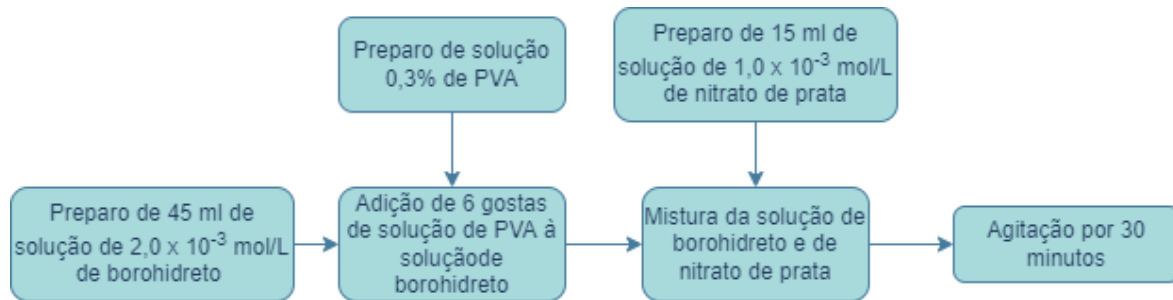 Preparo de solução
0,3% de PVA
Preparo de 15 ml de
solução de 1,0 x 10⁻³ mol/L
de nitrato de prata
Preparo de 45 ml de
solução de 2,0 x 10⁻³ mol/L
de borohidreto
Adição de 6 gostas
de solução de PVA à
soluçãode
borohidreto
Mistura da solução de
borohidreto e de
nitrato de prata
Agitação por 30
minutos